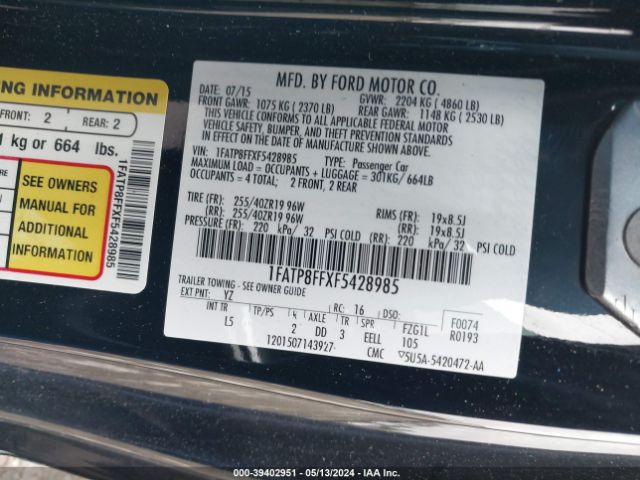 NG INFORMATION
FRONT: 2 REAR: 2
kg or 664 lbs.
SEE OWNERS
MANUAL FOR
ADDITIONAL
INFORMATION
1FATP8FFXF5428985
MFD. BY FORD MOTOR CO.
DATE: 07/15 GVWR: 2204 KG ( 4860 LB)
FRONT GAWR: 1075 KG ( 2370 LB) REAR GAWR: 1148 KG ( 2530 LB)
THIS VEHICLE CONFORMS TO ALL APPLICABLE FEDERAL MOTOR
VEHICLE SAFETY, BUMPER, AND THEFT PREVENTION STANDARDS
IN EFFECT ON THE DATE OF MANUFACTURE SHOWN ABOVE.
VIN: 1FATP8FFXF5428985 TYPE: Passenger Car
MAXIMUM LOAD = OCCUPANTS + LUGGAGE = 301KG/ 664LB
OCCUPANTS = 4 TOTAL; 2 FRONT, 2 REAR
TIRE (FR): 255/40ZR19 96W RIMS (FR): 19x8.5J
(RR): 255/40ZR19 96W (RR): 19x8.5J
PRESSURE (FR): 220 kPa/ 32 PSI COLD (RR): 220 kPa/ 32 PSI COLD
1FATP8FFXF5428985
TRAILER TOWING - SEE OWNER GUIDE
EXT PNT: YZ RC: 16 DSO: F0074
INT TR TP/PS 4 AXLE TR SPR FZG1L R0193
L5 2 DD 3 EELL 105
1201507143927 CMC ▽5U5A-5420472-AA
00-39402951 - 05/13/2024 - IAA Inc.